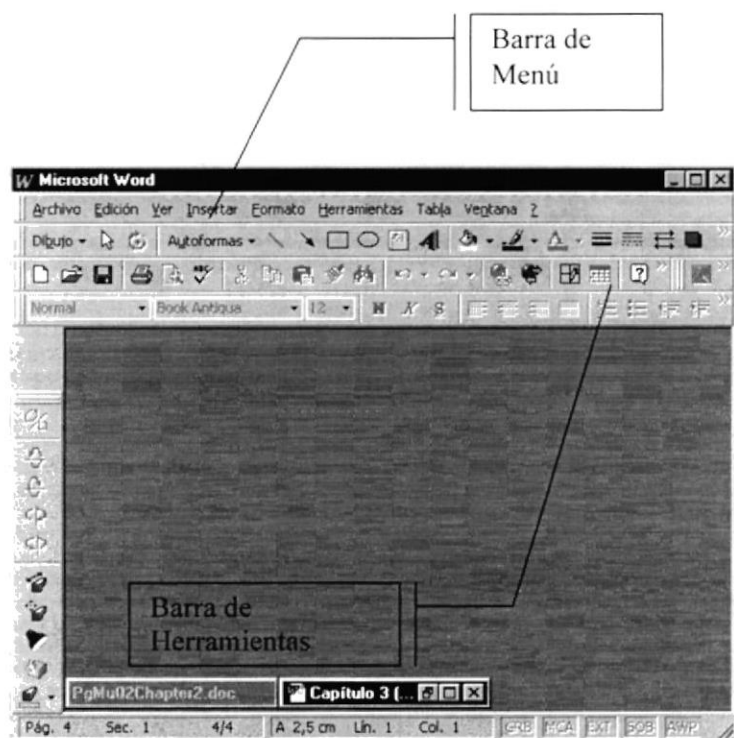 Barra de
Menú
W Microsoft Word
Archivo Edición Ver Insertar Formato Herramientas Tabla Ventana ?
Dibujo Autoformas
Normal Book Antiqua 12 N K S
Barra de
Herramientas
PgMu02Chapter2.doc Capítulo 3 (...
Pág. 4 Sec. 1 4/4 A 2,5 cm Lín. 1 Col. 1 GRB MCA EXT SOB AWP